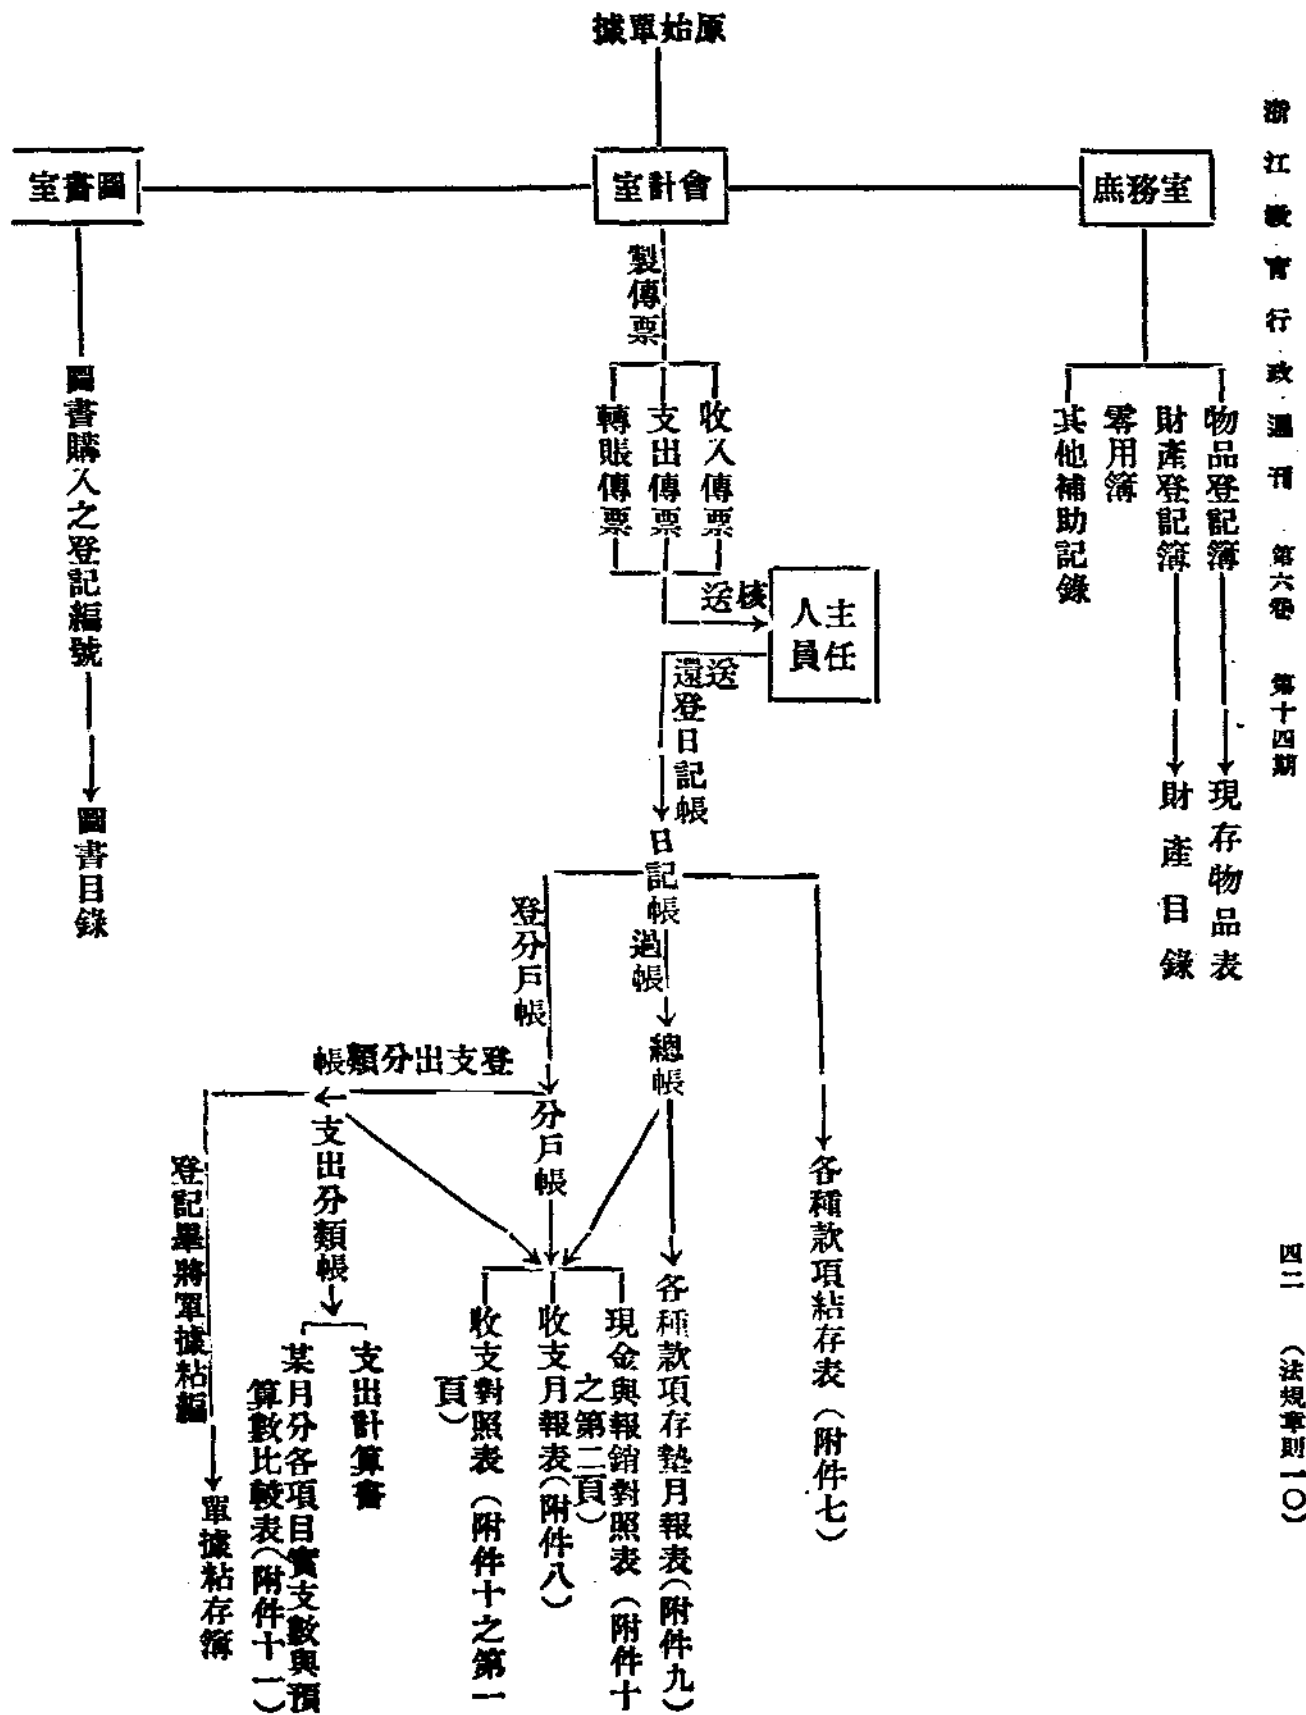 浙江教育行政週刊　第六卷　第十四期
四二　（法規章則一〇）
原始單據
庶務室
會計室
圖書室
物品登記簿
現存物品表
財產登記簿
財產目錄
零用簿
其他補助記錄
製傳票
收入傳票
支出傳票
轉賬傳票
送核
主任人員
送還登日記帳
日記帳
過帳
總帳
登分戶帳
分戶帳
登支出分類帳
支出分類帳
各種款項結存表（附件七）
各種款項存墊月報表（附件九）
現金與報銷對照表（附件十
之第二頁）
收支月報表（附件八）
收支對照表（附件十之第一
頁）
支出計算書
某月分各項目實支數與預
算數比較表（附件十一）
登記畢將單據粘編
單據粘存簿
圖書購入之登記編號
圖書目錄